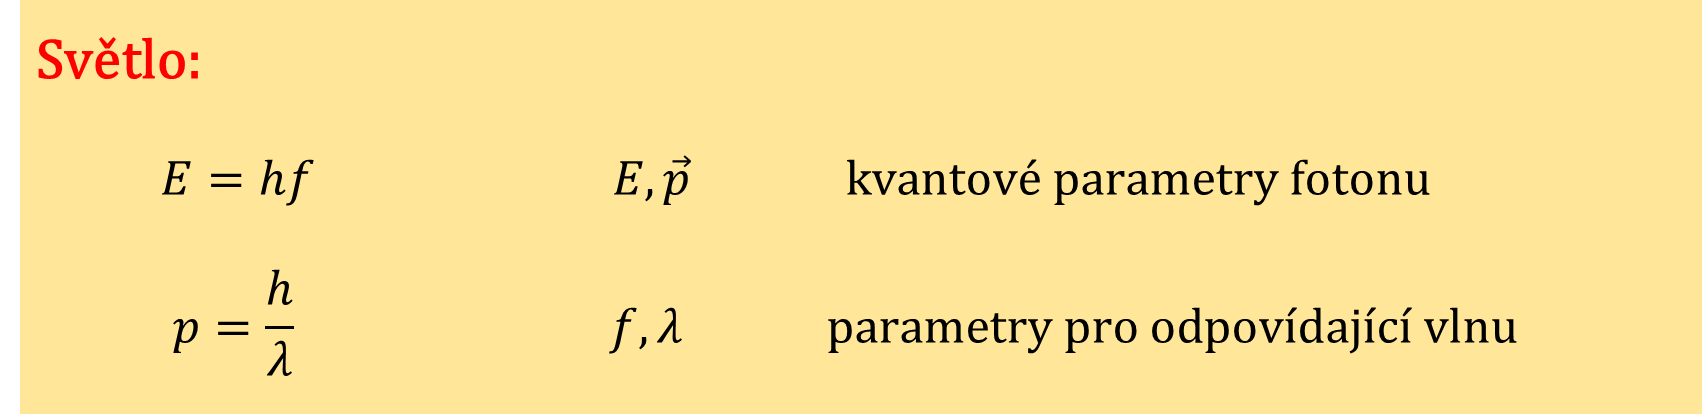 Světlo:
E = hf E, p⃗ kvantové parametry fotonu
p = h/λ f, λ parametry pro odpovídající vlnu